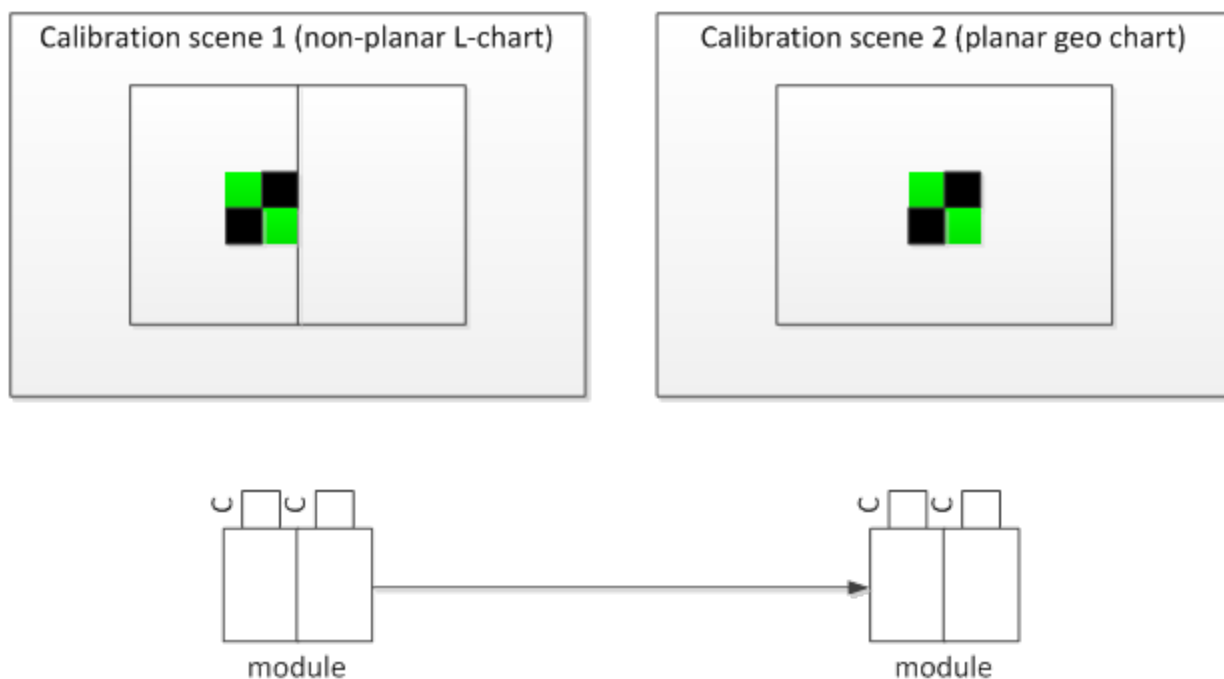 Calibration scene 1 (non-planar L-chart)
Calibration scene 2 (planar geo chart)
C C
C C
module
module